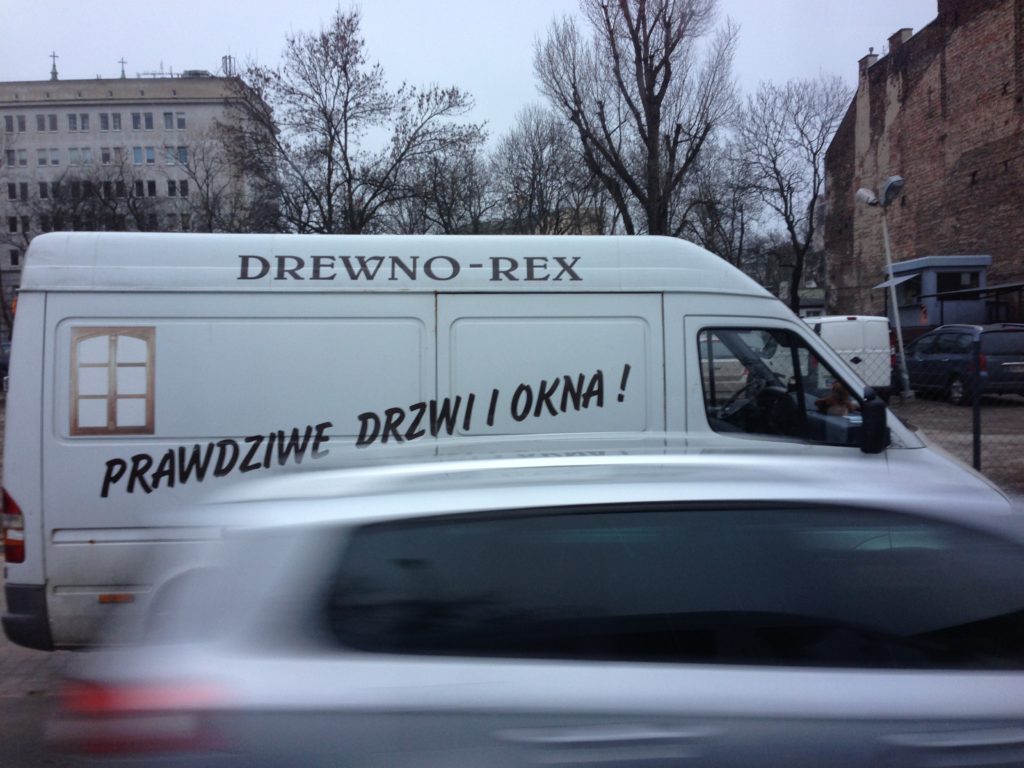 DREWNO-REX
PRAWDZIWE DRZWI I OKNA !